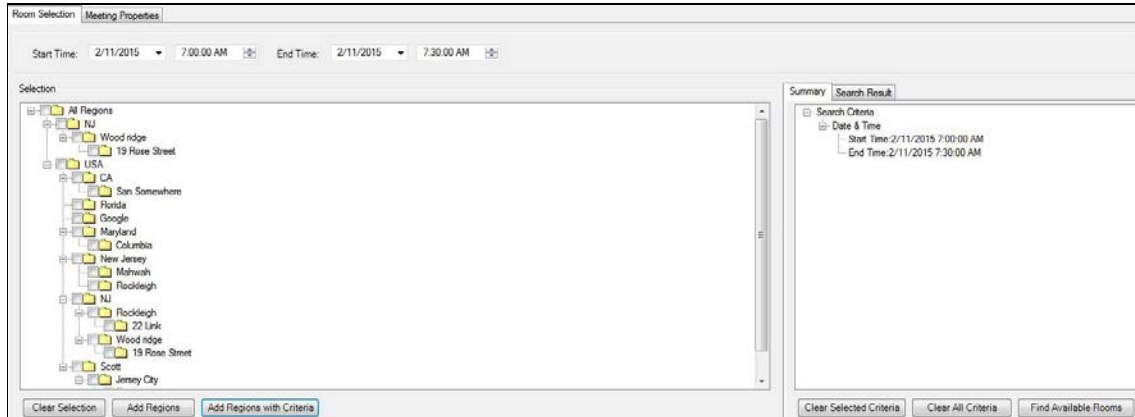 Room Selection Meeting Properties
Start Time: 2/11/2015 7:00:00 AM End Time: 2/11/2015 7:30:00 AM
Selection
All Regions
NJ
Wood ridge
19 Rose Street
USA
CA
San Somewhere
Florida
Google
Maryland
Columbia
New Jersey
Mahwah
Rockleigh
NJ
Rockleigh
22 Link
Wood ridge
19 Rose Street
Scott
Jersey City
Clear Selection Add Regions Add Regions with Criteria
Summary Search Result
Search Criteria
Date & Time
Start Time:2/11/2015 7:00:00 AM
End Time:2/11/2015 7:30:00 AM
Clear Selected Criteria Clear All Criteria Find Available Rooms